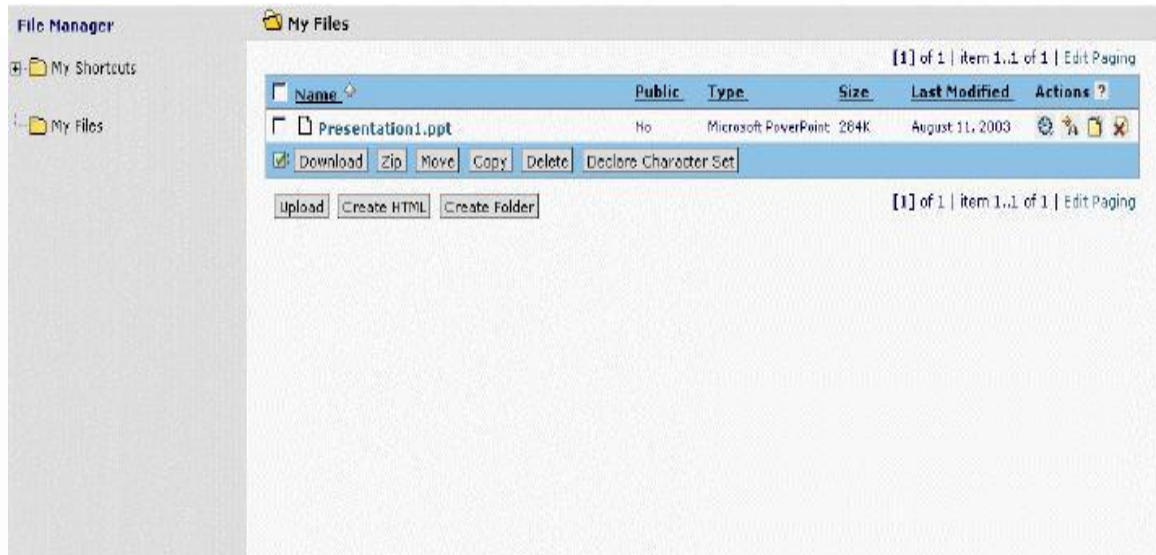 File Manager
My Shortcuts
My Files
My Files
[1] of 1 | item 1..1 of 1 | Edit Paging
Name Public Type Size Last Modified Actions ?
Presentation1.ppt No Microsoft PowerPoint 284K August 11, 2003
Download Zip Move Copy Delete Declare Character Set
Upload Create HTML Create Folder
[1] of 1 | item 1..1 of 1 | Edit Paging